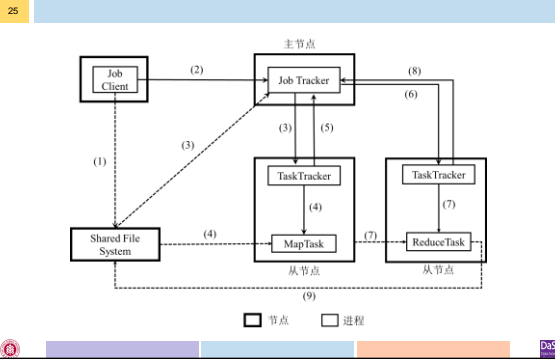 25
主节点
Job
Client
(2)
Job Tracker
(8)
(6)
(3)
(3)
(5)
(1)
TaskTracker
TaskTracker
(4)
(7)
Shared File
System
(4)
MapTask
(7)
ReduceTask
从节点
从节点
(9)
节点
进程
DaS